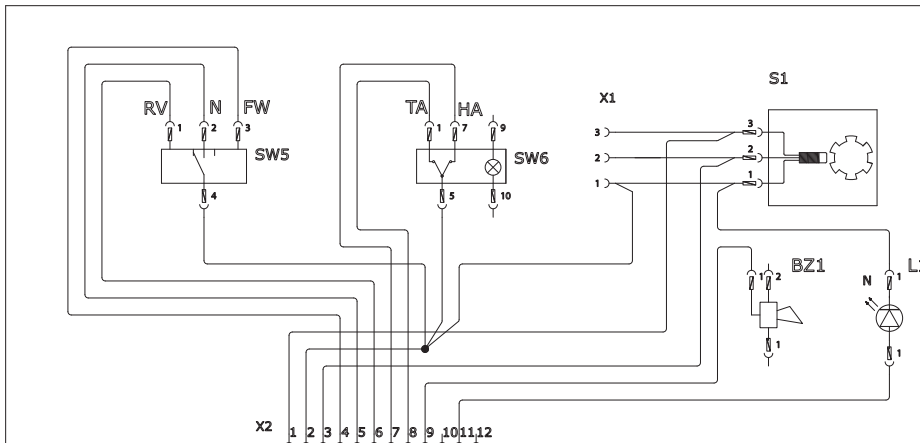 S1
X1
RV N FW TA HA
1 2 3 1 7 9 3 3
SW5 SW6 2 2
4 5 10 1 1
BZ1 L
1 2 N 1
1 1
X2 1 2 3 4 5 6 7 8 9 10 11 12